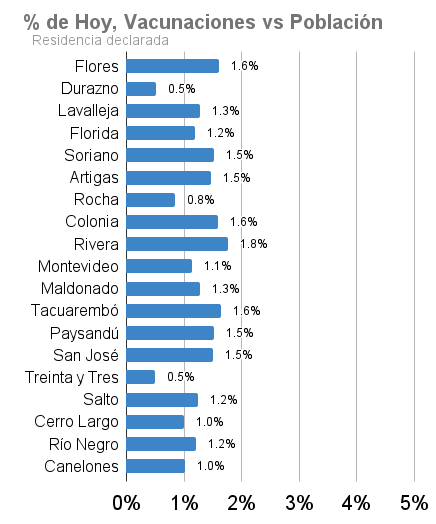 % de Hoy, Vacunaciones vs Población
Residencia declarada
Flores 1.6%
Durazno 0.5%
Lavalleja 1.3%
Florida 1.2%
Soriano 1.5%
Artigas 1.5%
Rocha 0.8%
Colonia 1.6%
Rivera 1.8%
Montevideo 1.1%
Maldonado 1.3%
Tacuarembó 1.6%
Paysandú 1.5%
San José 1.5%
Treinta y Tres 0.5%
Salto 1.2%
Cerro Largo 1.0%
Río Negro 1.2%
Canelones 1.0%
0% 1% 2% 3% 4% 5%